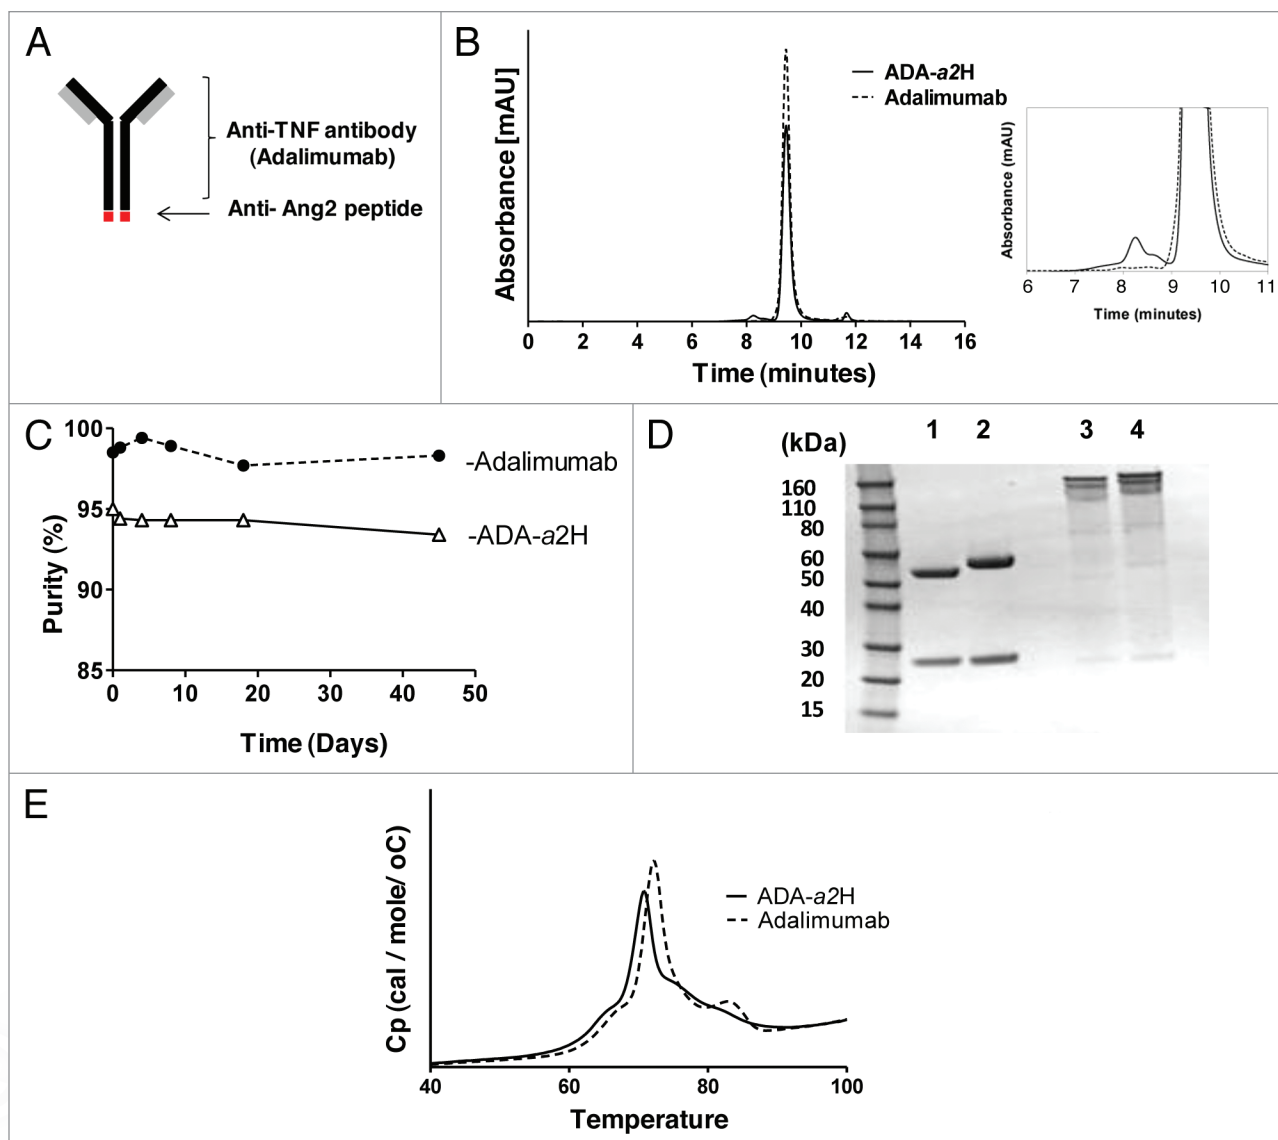 A
Anti-TNF antibody
(Adalimumab)
Anti- Ang2 peptide
B
Absorbance [mAU]
ADA-a2H
Adalimumab
0 2 4 6 8 10 12 14 16
Time (minutes)
Absorbance (mAU)
6 7 8 9 10 11
Time (minutes)
C
100
95
90
85
Purity (%)
-Adalimumab
-ADA-a2H
0 10 20 30 40 50
Time (Days)
D
(kDa)
1 2 3 4
160
110
80
60
50
40
30
20
15
E
Cp (cal / mole/ oC)
ADA-a2H
Adalimumab
40 60 80 100
Temperature